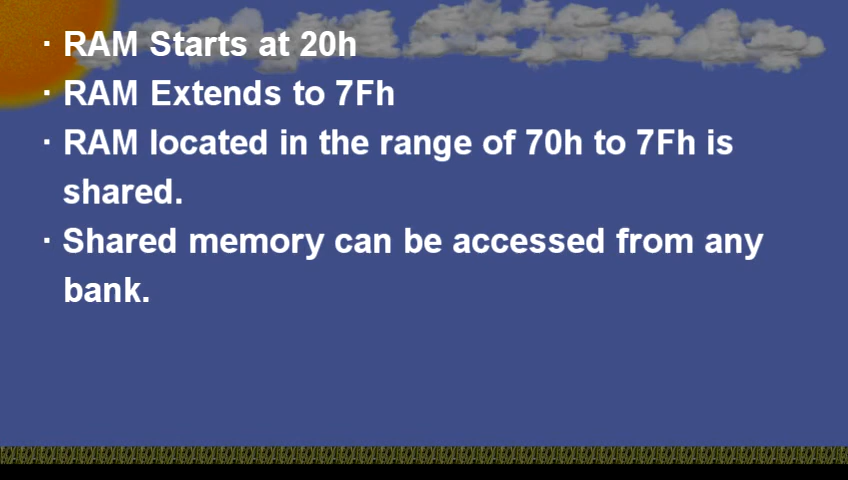 · RAM Starts at 20h
· RAM Extends to 7Fh
· RAM located in the range of 70h to 7Fh is
shared.
· Shared memory can be accessed from any
bank.